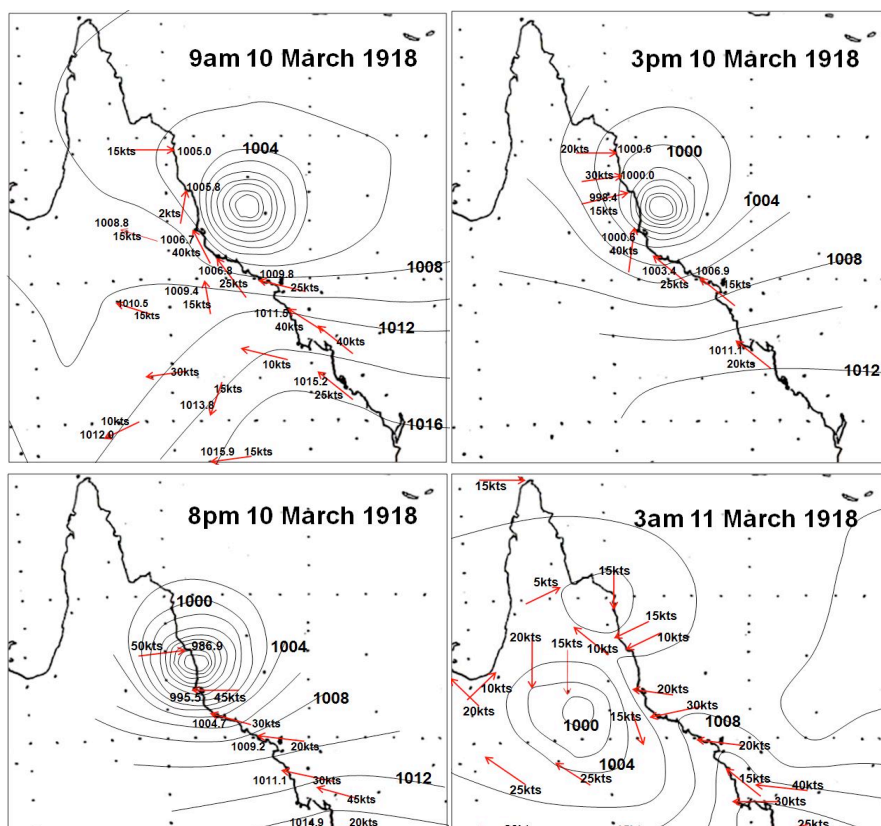 9am 10 March 1918
1004
15kts
1005.0
1005.8
2kts
1008.8
15kts
1006.7
40kts
1006.8
25kts
1009.8
25kts
1008
1009.4
15kts
1010.5
15kts
1011.5
40kts
40kts
1012
10kts
30kts
15kts
1013.8
1015.2
25kts
10kts
1012.0
1016
1015.9
15kts
3pm 10 March 1918
20kts
1000.6
1000
30kts
1000.0
998.4
15kts
1004
1000.6
40kts
1003.4
25kts
1006.9
15kts
1008
1011.1
20kts
1012
8pm 10 March 1918
1000
1004
50kts
986.9
995.5
45kts
1008
1004.7
30kts
1009.2
20kts
1011.1
30kts
1012
45kts
1014.9
20kts
15kts
3am 11 March 1918
5kts
15kts
15kts
20kts
15kts
10kts
10kts
10kts
20kts
20kts
30kts
1000
15kts
1008
1004
20kts
25kts
25kts
15kts
40kts
30kts
25kts